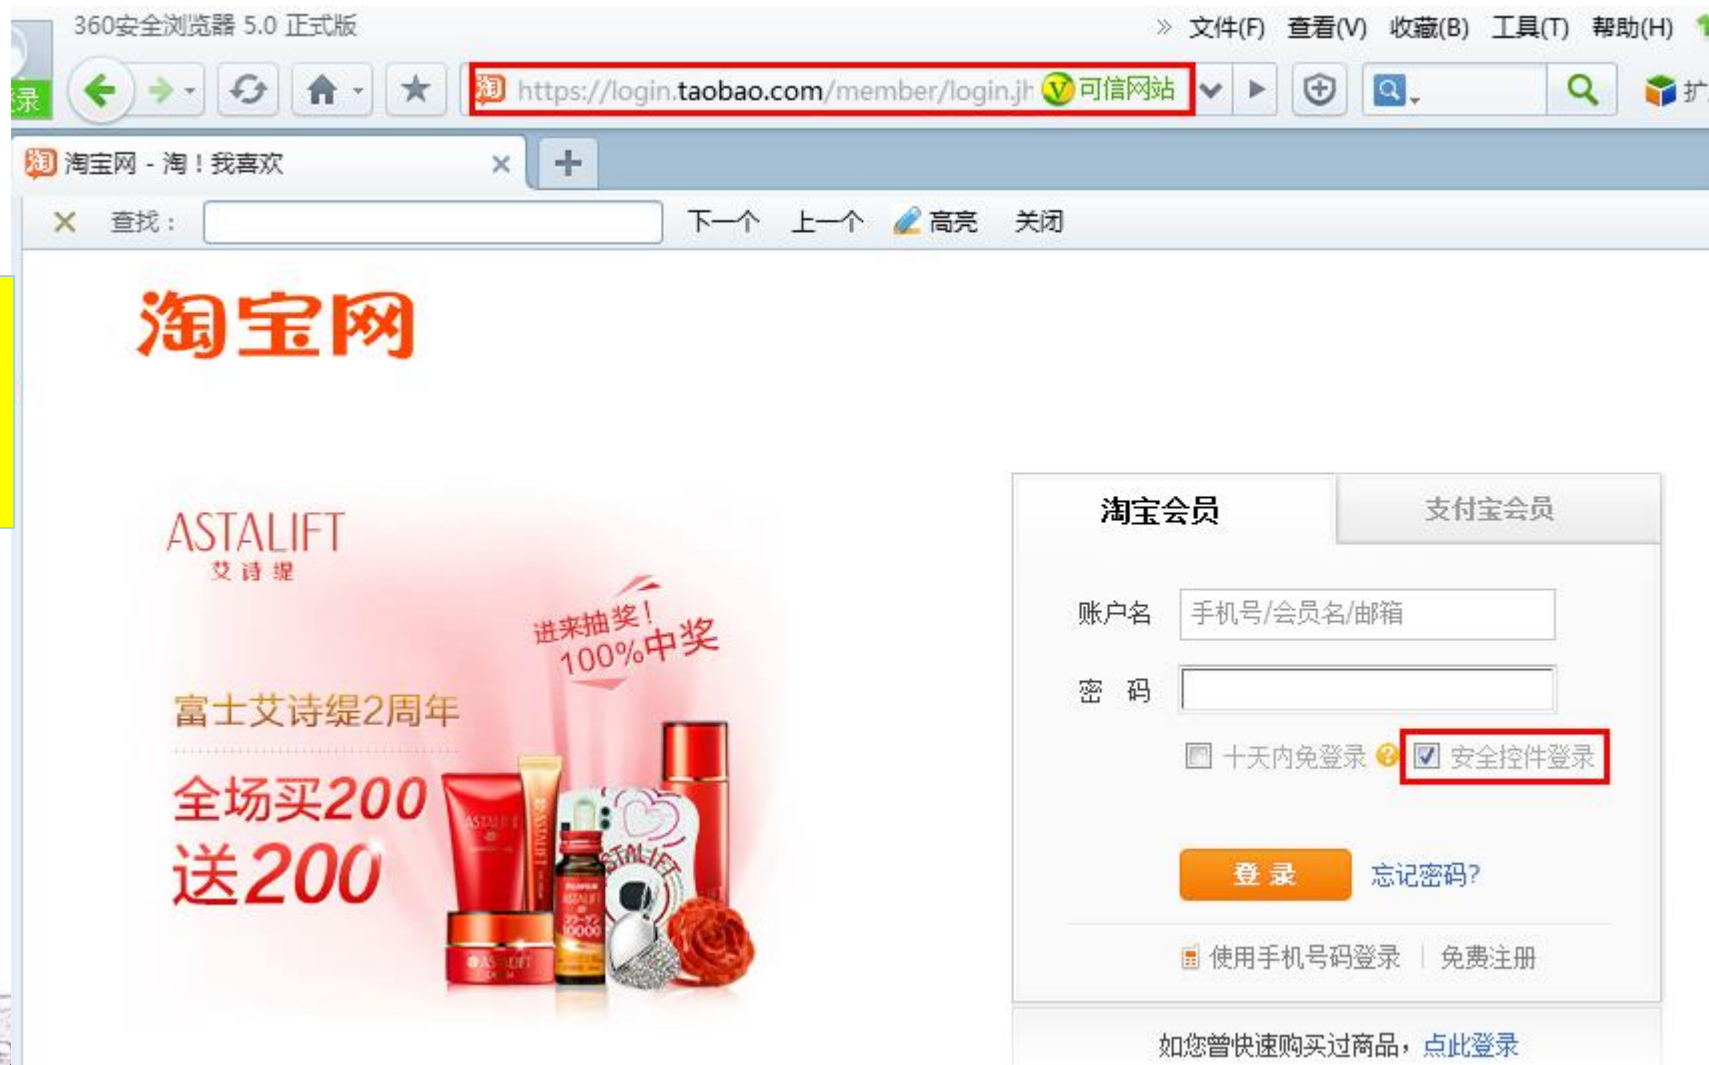 360安全浏览器 5.0 正式版
» 文件(F) 查看(V) 收藏(B) 工具(T) 帮助(H)
录
https://login.taobao.com/member/login.jh 可信网站
扩
淘 淘宝网 - 淘！我喜欢
查找：
下一个 上一个 高亮 关闭
淘宝网
ASTALIFT
艾诗缇
进来抽奖！
100%中奖
富士艾诗缇2周年
全场买200
送200
淘宝会员 支付宝会员
账户名 手机号/会员名/邮箱
密 码
十天内免登录 安全控件登录
登 录 忘记密码?
使用手机号码登录 | 免费注册
如您曾快速购买过商品，点此登录